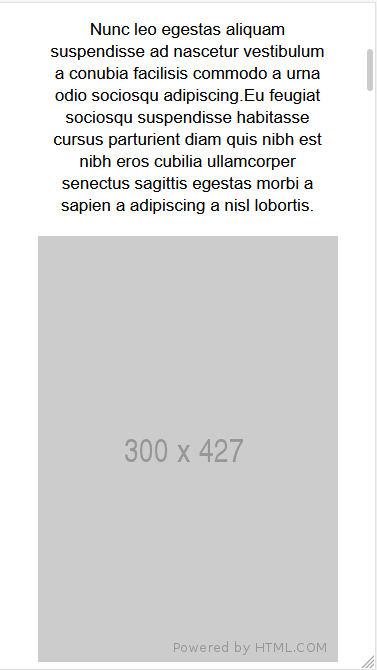 Nunc leo egestas aliquam
suspendisse ad nascetur vestibulum
a conubia facilisis commodo a urna
odio sociosqu adipiscing.Eu feugiat
sociosqu suspendisse habitasse
cursus parturient diam quis nibh est
nibh eros cubilia ullamcorper
senectus sagittis egestas morbi a
sapien a adipiscing a nisl lobortis.
300 x 427
Powered by HTML.COM